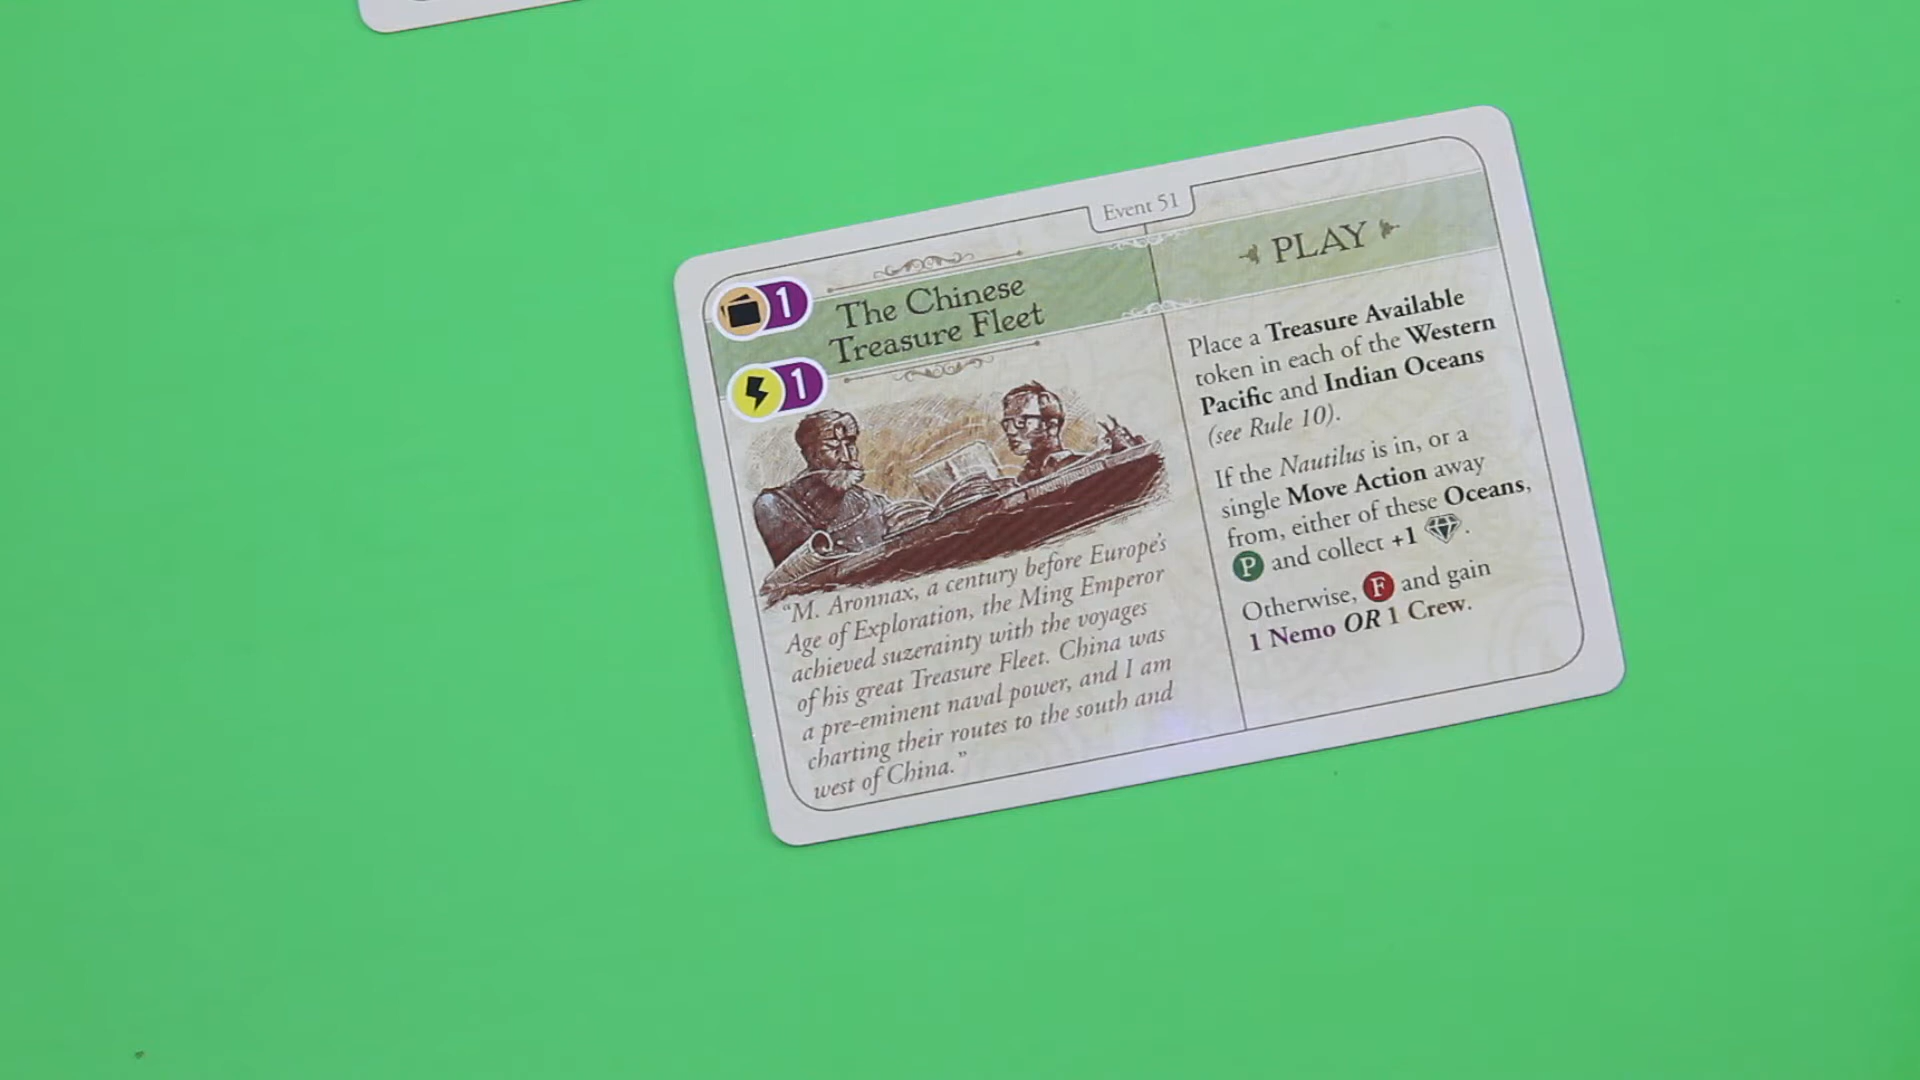 Event 51
1
The Chinese
Treasure Fleet
1
"M. Aronnax, a century before Europe's
Age of Exploration, the Ming Emperor
achieved suzerainty with the voyages
of his great Treasure Fleet. China was
a pre-eminent naval power, and I am
charting their routes to the south and
west of China."
PLAY
Place a Treasure Available
token in each of the Western
Pacific and Indian Oceans
(see Rule 10).
If the Nautilus is in, or a
single Move Action away
from, either of these Oceans,
P and collect +1 .
Otherwise, F and gain
1 Nemo OR 1 Crew.